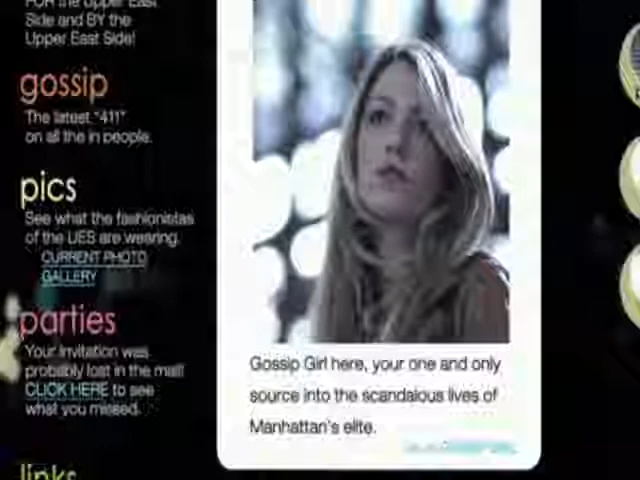 FOR the Upper East
Side and BY the
Upper East Side!
gossip
The latest "411"
on all the in people.
pics
See what the fashionistas
of the UES are wearing.
CURRENT PHOTO
GALLERY
parties
Your invitation was
probably lost in the mail!
CLICK HERE to see
what you missed.
links
Gossip Girl here, your one and only
source into the scandalous lives of
Manhattan's elite.